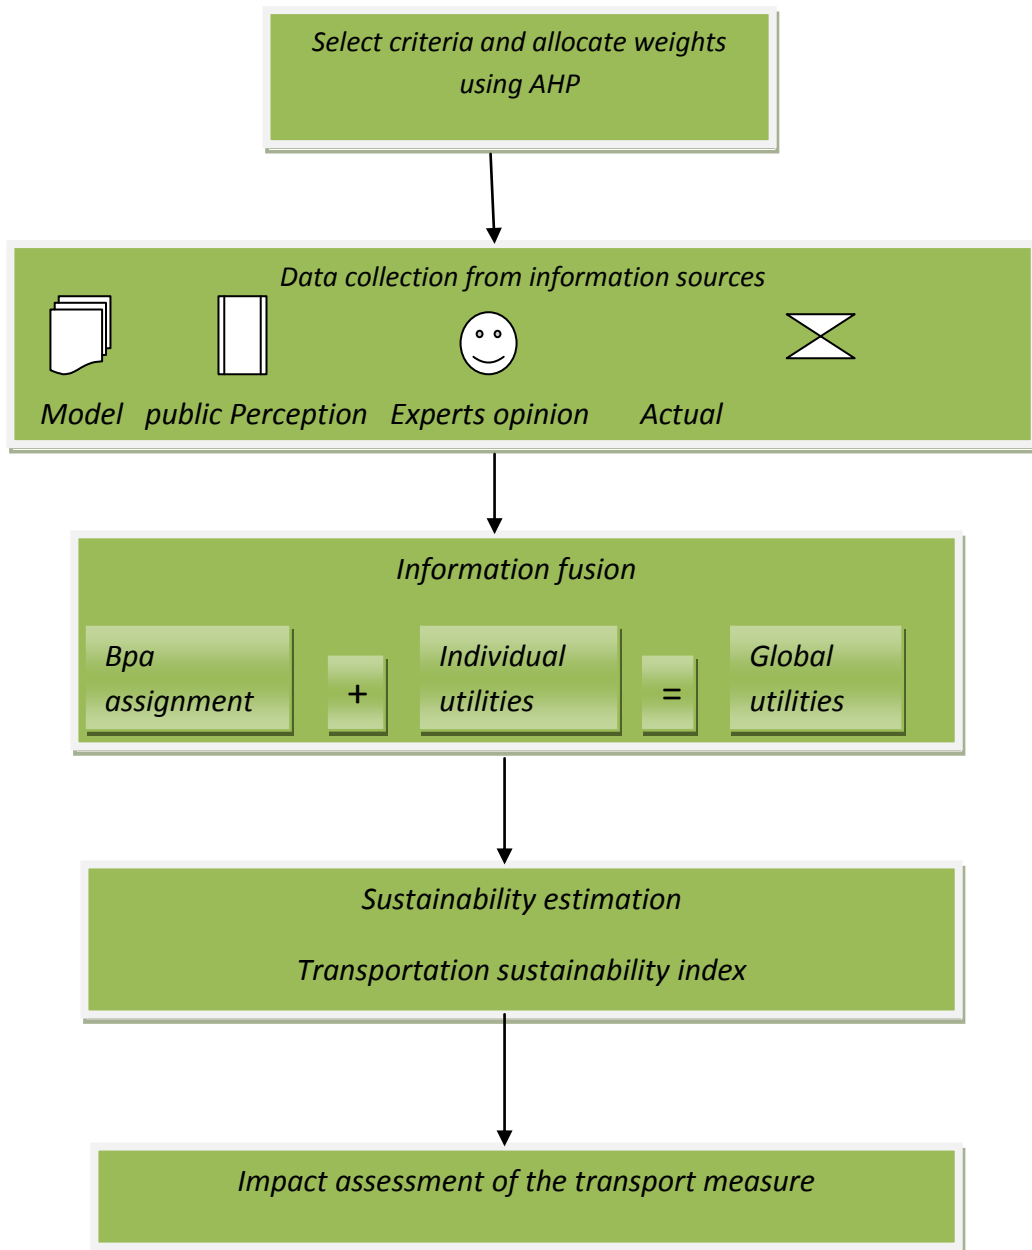 Select criteria and allocate weights
using AHP
Data collection from information sources
Model public Perception Experts opinion Actual
Information fusion
Bpa
assignment
+
Individual
utilities
=
Global
utilities
Sustainability estimation
Transportation sustainability index
Impact assessment of the transport measure